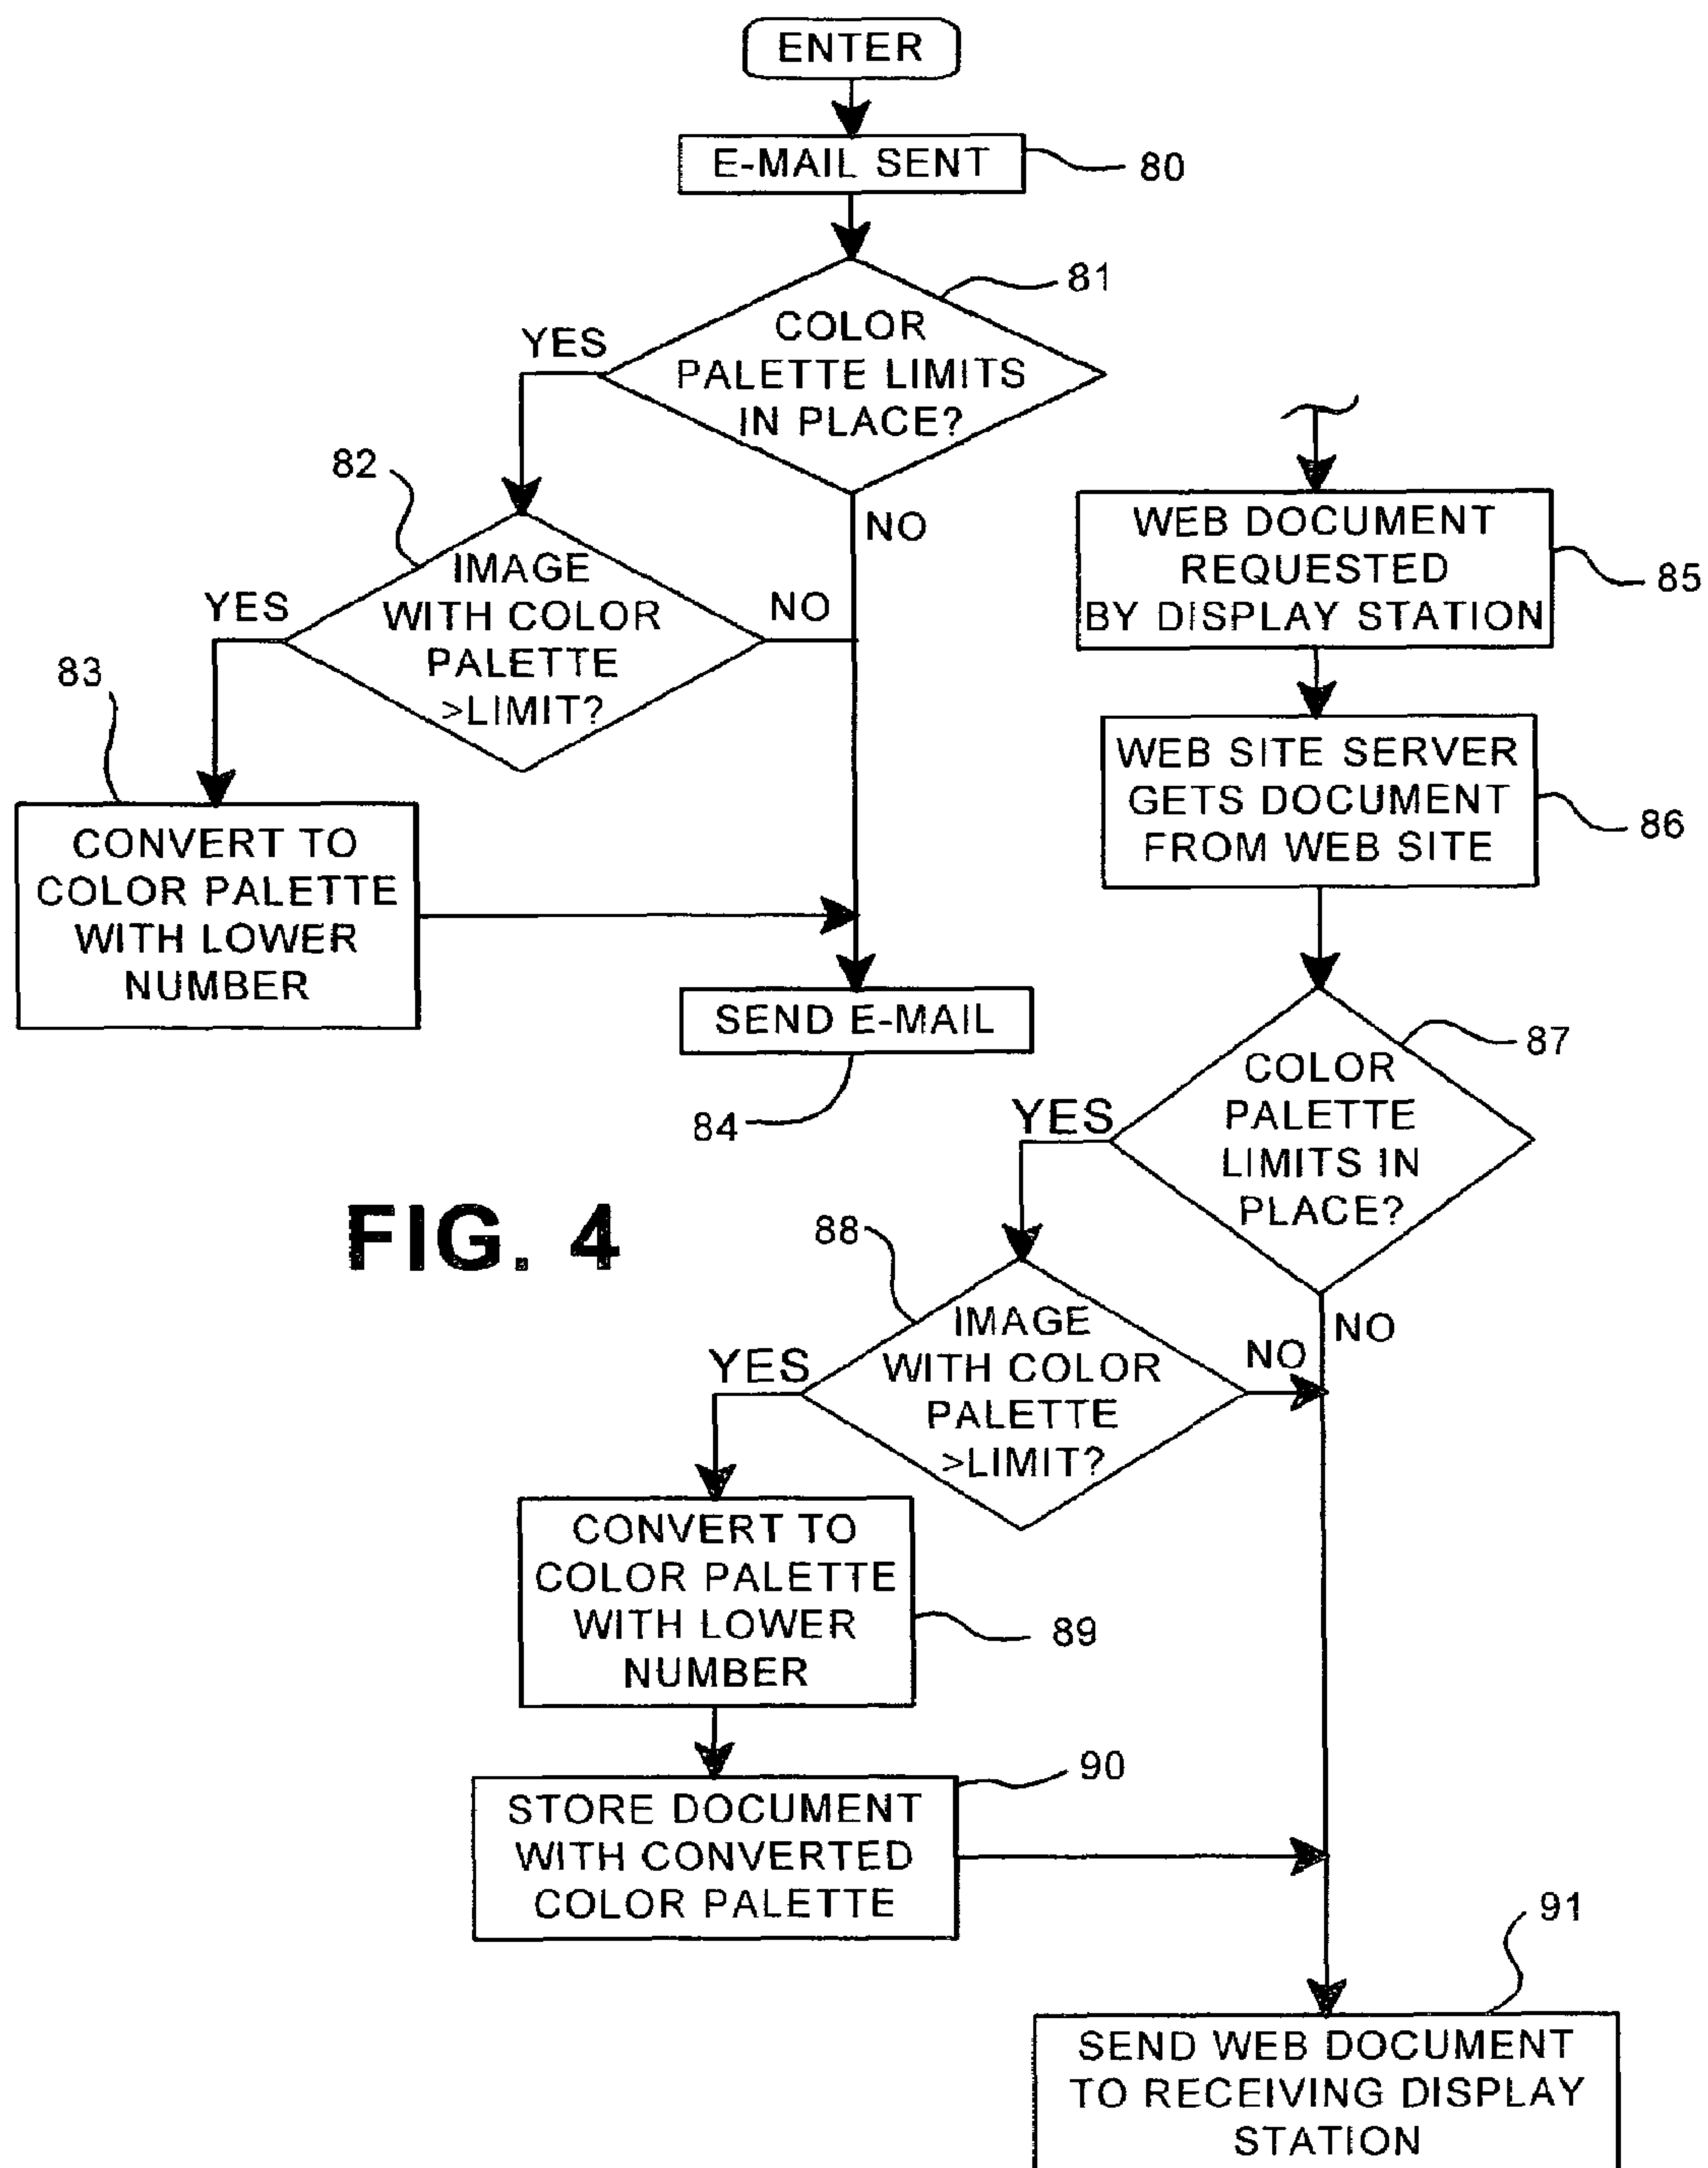 ENTER
E-MAIL SENT
80
81
COLOR
PALETTE LIMITS
IN PLACE?
YES
NO
82
IMAGE
WITH COLOR
PALETTE
>LIMIT?
YES
NO
83
CONVERT TO
COLOR PALETTE
WITH LOWER
NUMBER
SEND E-MAIL
84
WEB DOCUMENT
REQUESTED
BY DISPLAY STATION
85
WEB SITE SERVER
GETS DOCUMENT
FROM WEB SITE
86
87
COLOR
PALETTE
LIMITS IN
PLACE?
YES
NO
FIG. 4
88
IMAGE
WITH COLOR
PALETTE
>LIMIT?
YES
NO
CONVERT TO
COLOR PALETTE
WITH LOWER
NUMBER
89
90
STORE DOCUMENT
WITH CONVERTED
COLOR PALETTE
91
SEND WEB DOCUMENT
TO RECEIVING DISPLAY
STATION